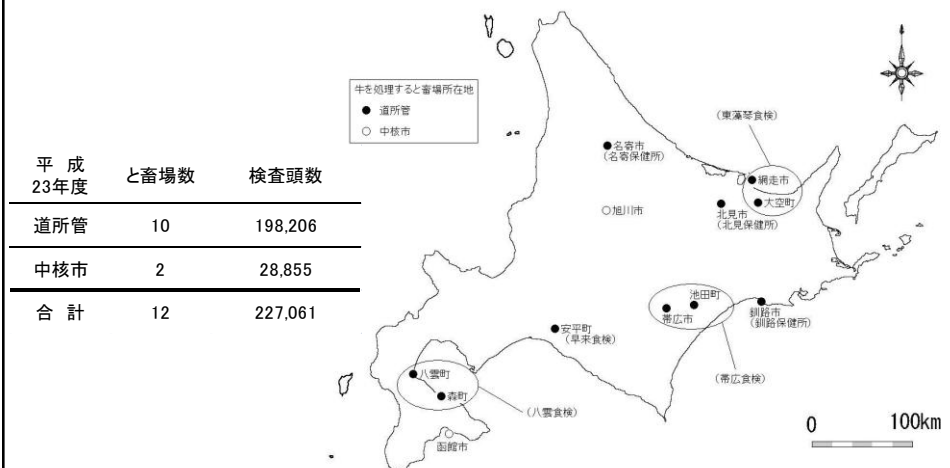 平 成
23年度 と畜場数 検査頭数
道所管 10 198,206
中核市 2 28,855
合 計 12 227,061
牛を処理すると畜場所在地
● 道所管
○ 中核市
(東藻琴食検)
名寄市
(名寄保健所)
網走市
大空町
北見市
(北見保健所)
旭川市
池田町
帯広市
釧路市
(釧路保健所)
安平町
(早来食検)
(帯広食検)
八雲町
森町
(八雲食検)
函館市
0 100km